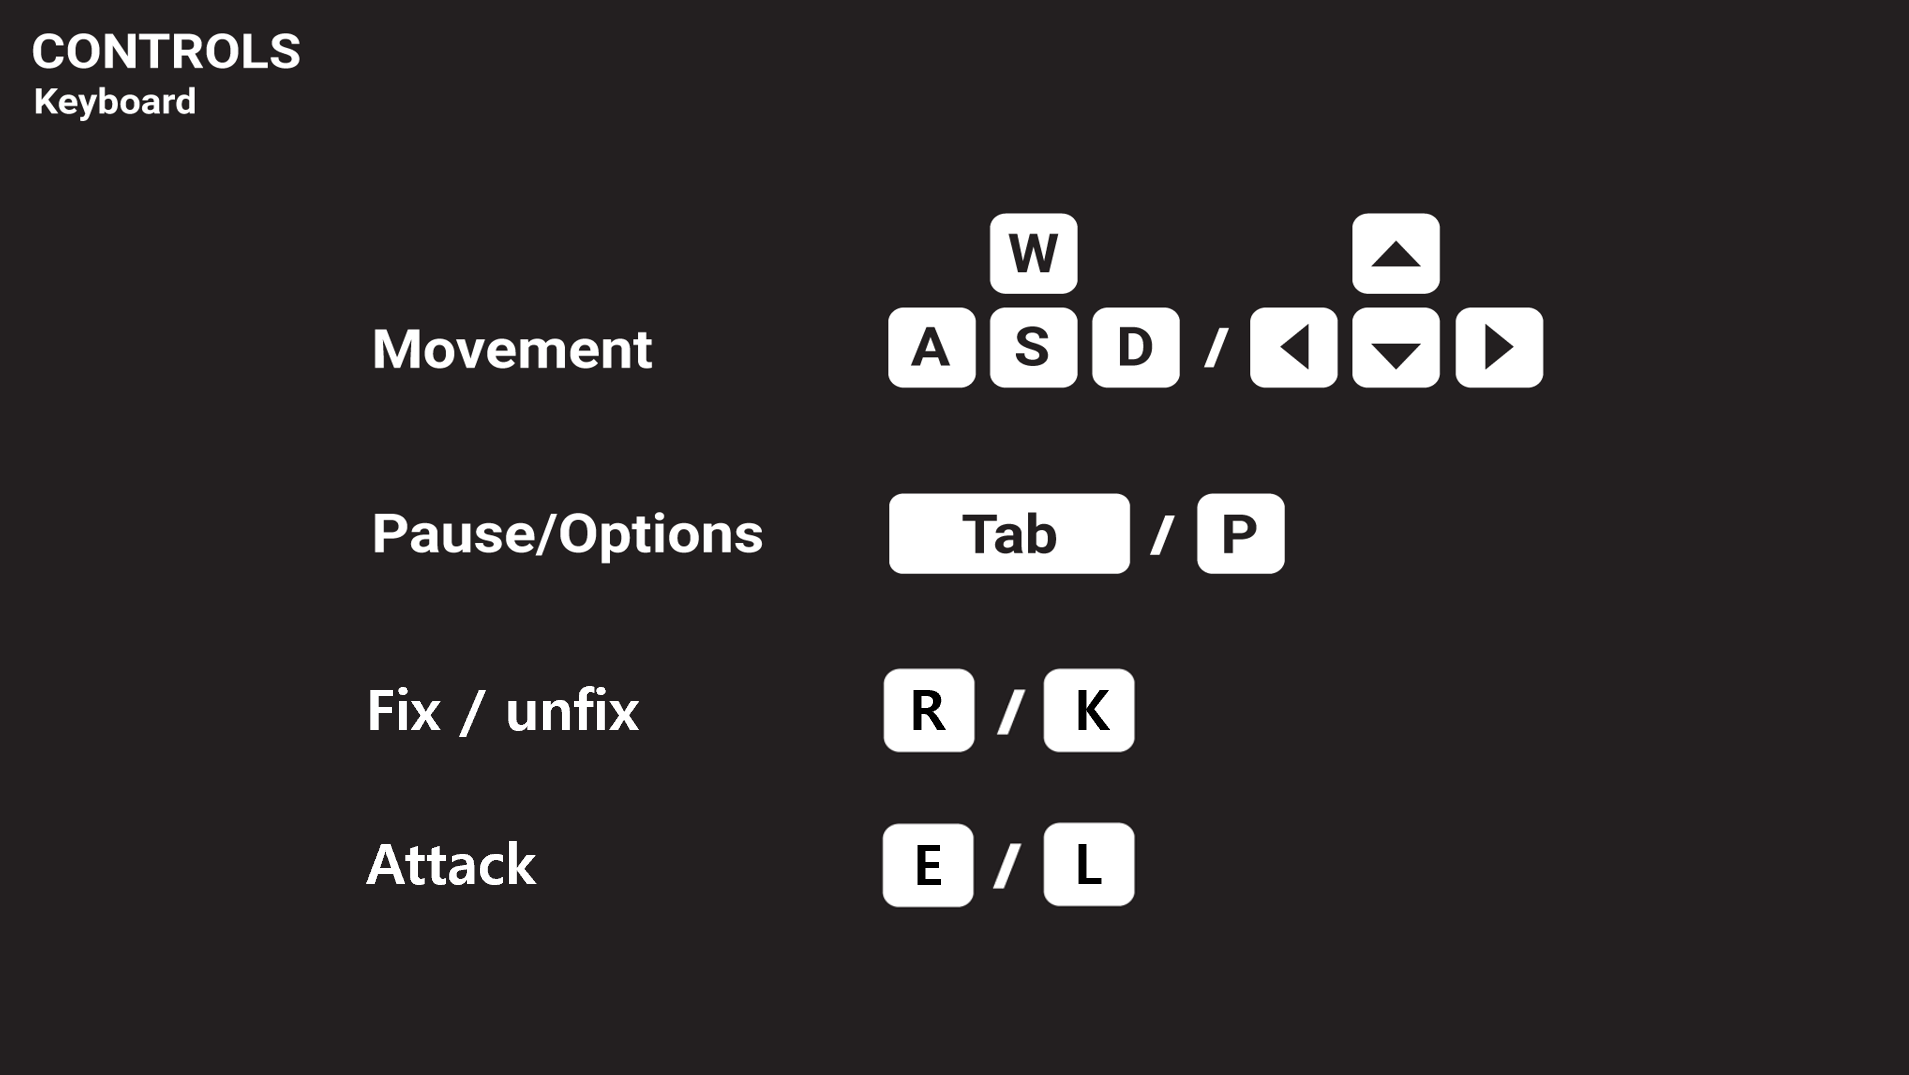 CONTROLS
Keyboard
W
Movement A S D /
Pause/Options Tab / P
Fix / unfix R / K
Attack E / L